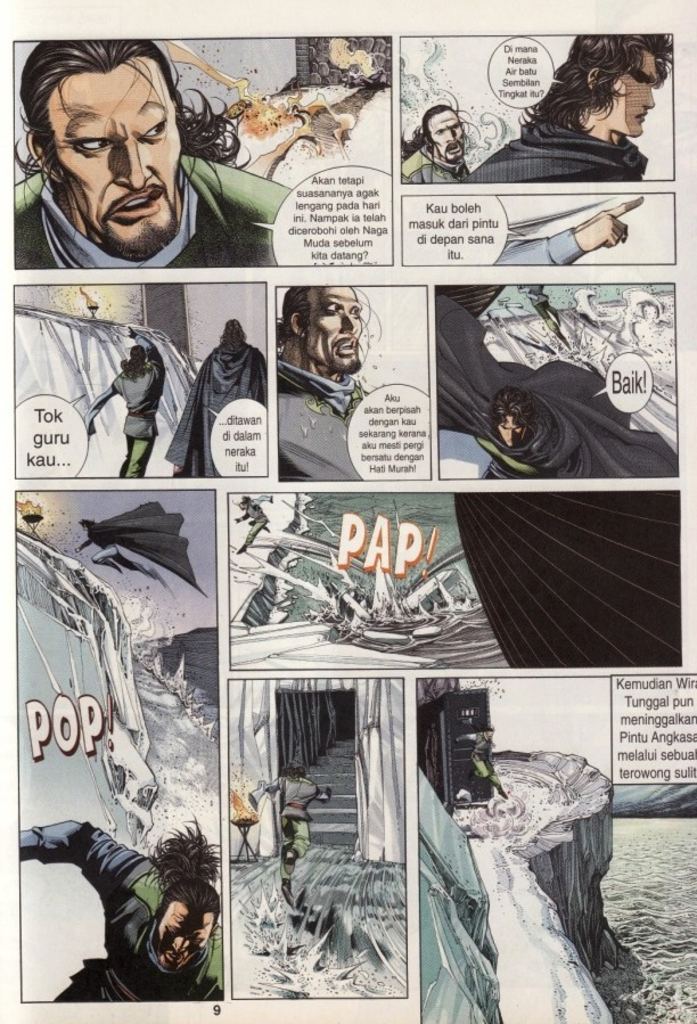 Akan tetapi
suasananya agak
lengang pada hari
ini. Nampak ia telah
dicerobohi oleh Naga
Muda sebelum
kita datang?
Di mana
Neraka
Air batu
Sembilan
Tingkat itu?
Kau boleh
masuk dari pintu
di depan sana
itu.
Tok
guru
kau...
...ditawan
di dalam
neraka
itu!
Aku
akan berpisah
dengan kau
sekarang kerana
aku mesti pergi
bersatu dengan
Hati Murah!
Baik!
POP!
PAP!
Kemudian Wira
Tunggal pun
meninggalkan
Pintu Angkasa
melalui sebuah
terowong sulit
9